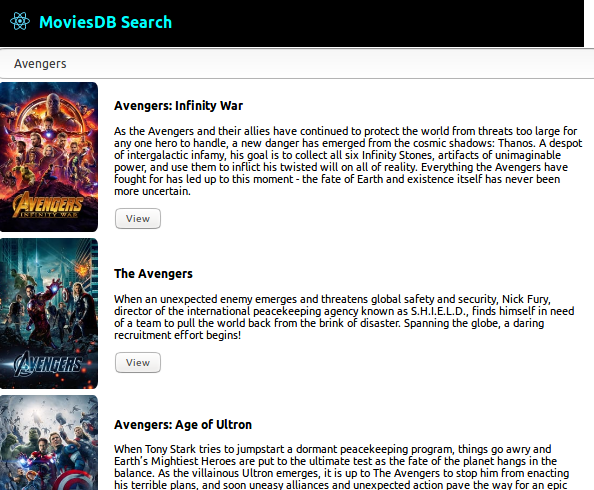 MoviesDB Search
Avengers
AVENGERS
INFINITY WAR
Avengers: Infinity War
As the Avengers and their allies have continued to protect the world from threats too large for
any one hero to handle, a new danger has emerged from the cosmic shadows: Thanos. A despot
of intergalactic infamy, his goal is to collect all six Infinity Stones, artifacts of unimaginable
power, and use them to inflict his twisted will on all of reality. Everything the Avengers have
fought for has led up to this moment - the fate of Earth and existence itself has never been
more uncertain.
View
AVENGERS
The Avengers
When an unexpected enemy emerges and threatens global safety and security, Nick Fury,
director of the international peacekeeping agency known as S.H.I.E.L.D., finds himself in need
of a team to pull the world back from the brink of disaster. Spanning the globe, a daring
recruitment effort begins!
View
Avengers: Age of Ultron
When Tony Stark tries to jumpstart a dormant peacekeeping program, things go awry and
Earth’s Mightiest Heroes are put to the ultimate test as the fate of the planet hangs in the
balance. As the villainous Ultron emerges, it is up to The Avengers to stop him from enacting
his terrible plans, and soon uneasy alliances and unexpected action pave the way for an epic